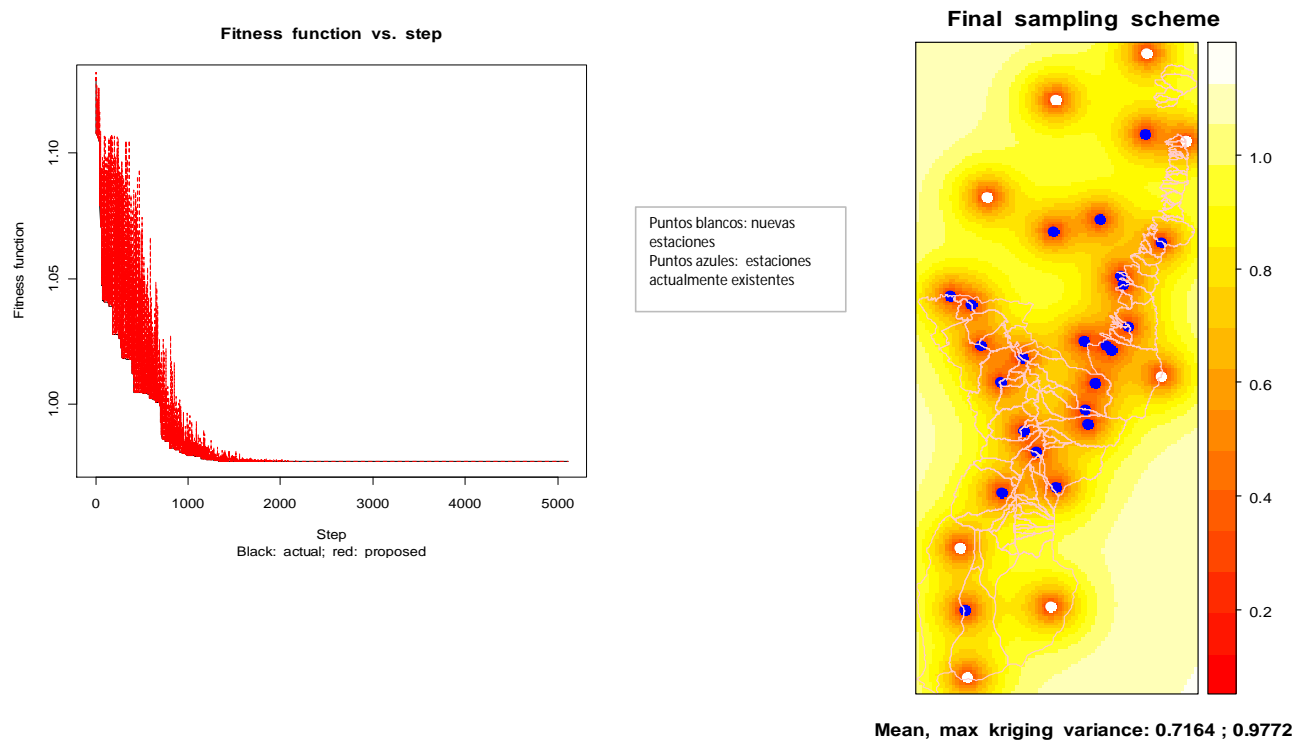 Fitness function vs. step
Fitness function
1.10
1.05
1.00
0
1000
2000
3000
4000
5000
Step
Black: actual; red: proposed
Puntos blancos: nuevas
estaciones
Puntos azules: estaciones
actualmente existentes
Final sampling scheme
1.0
0.8
0.6
0.4
0.2
Mean, max kriging variance: 0.7164 ; 0.9772